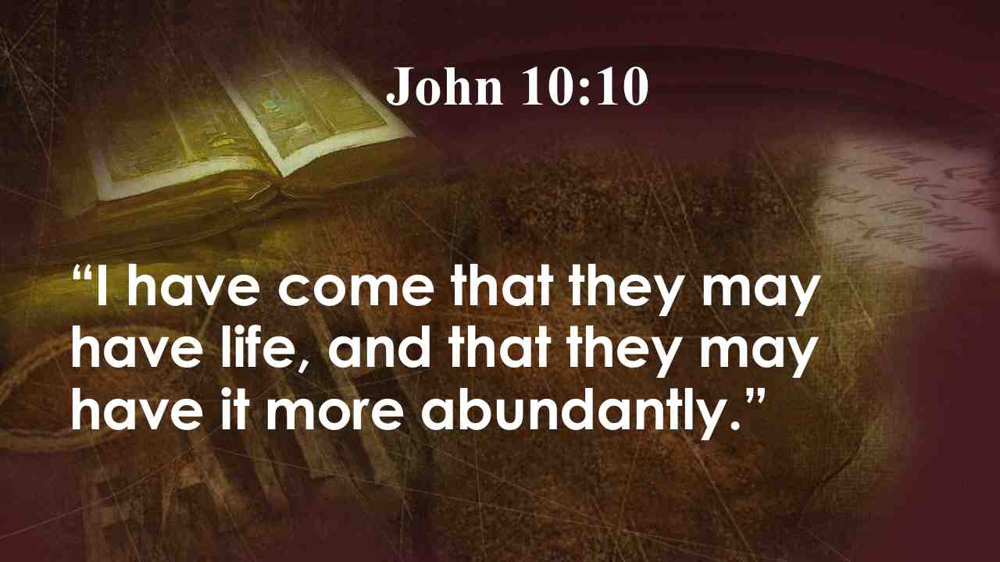 John 10:10
“I have come that they may
have life, and that they may
have it more abundantly.”